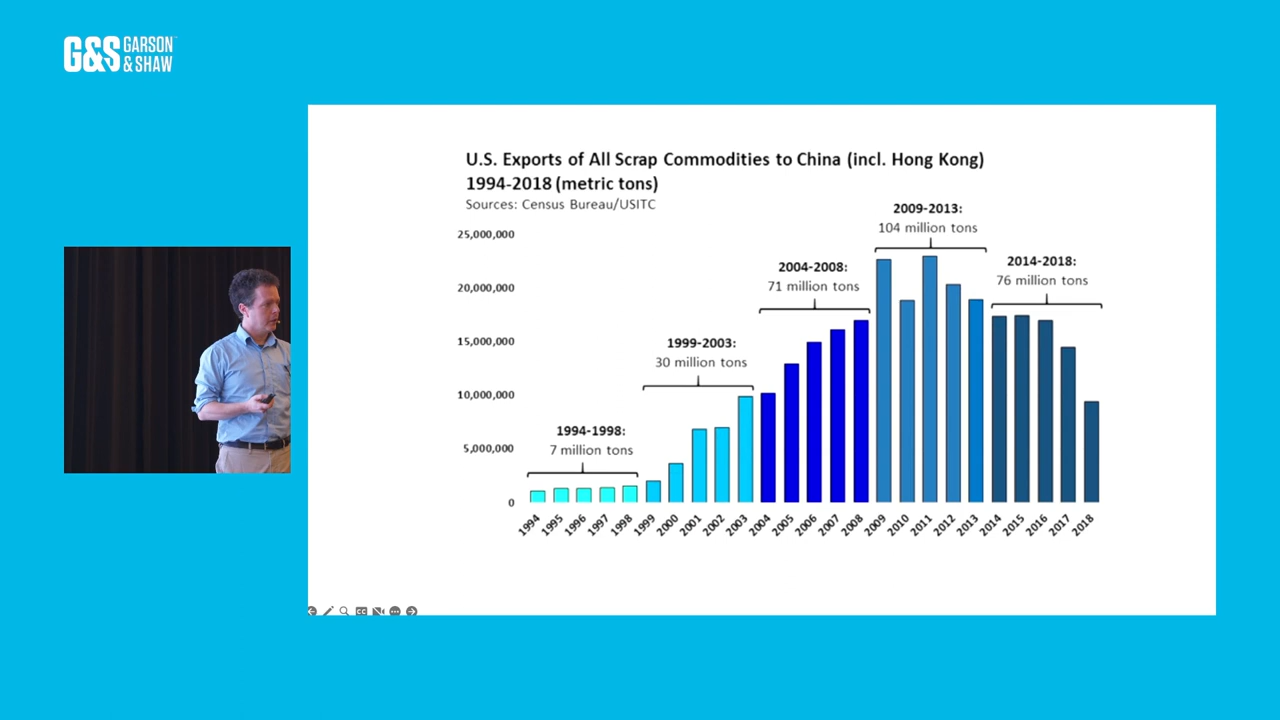 G&S GARSON
& SHAW
U.S. Exports of All Scrap Commodities to China (incl. Hong Kong)
1994-2018 (metric tons)
Sources: Census Bureau/USITC
2009-2013:
104 million tons
25,000,000
2004-2008:
71 million tons
2014-2018:
76 million tons
20,000,000
1999-2003:
30 million tons
15,000,000
10,000,000
1994-1998:
7 million tons
5,000,000
0
1994 1995 1996 1997 1998 1999 2000 2001 2002 2003 2004 2005 2006 2007 2008 2009 2010 2011 2012 2013 2014 2015 2016 2017 2018
CC